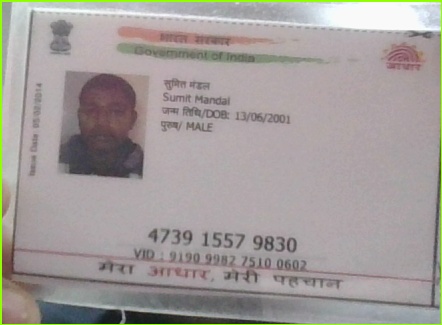 भारत सरकार
Government of India
आधार
Issue Date: 05/02/2014
सुमित मंडल
Sumit Mandal
जन्म तिथि/DOB: 13/06/2001
पुरुष/ MALE
4739 1557 9830
VID : 9190 9982 7510 0602
मेरा आधार, मेरी पहचान